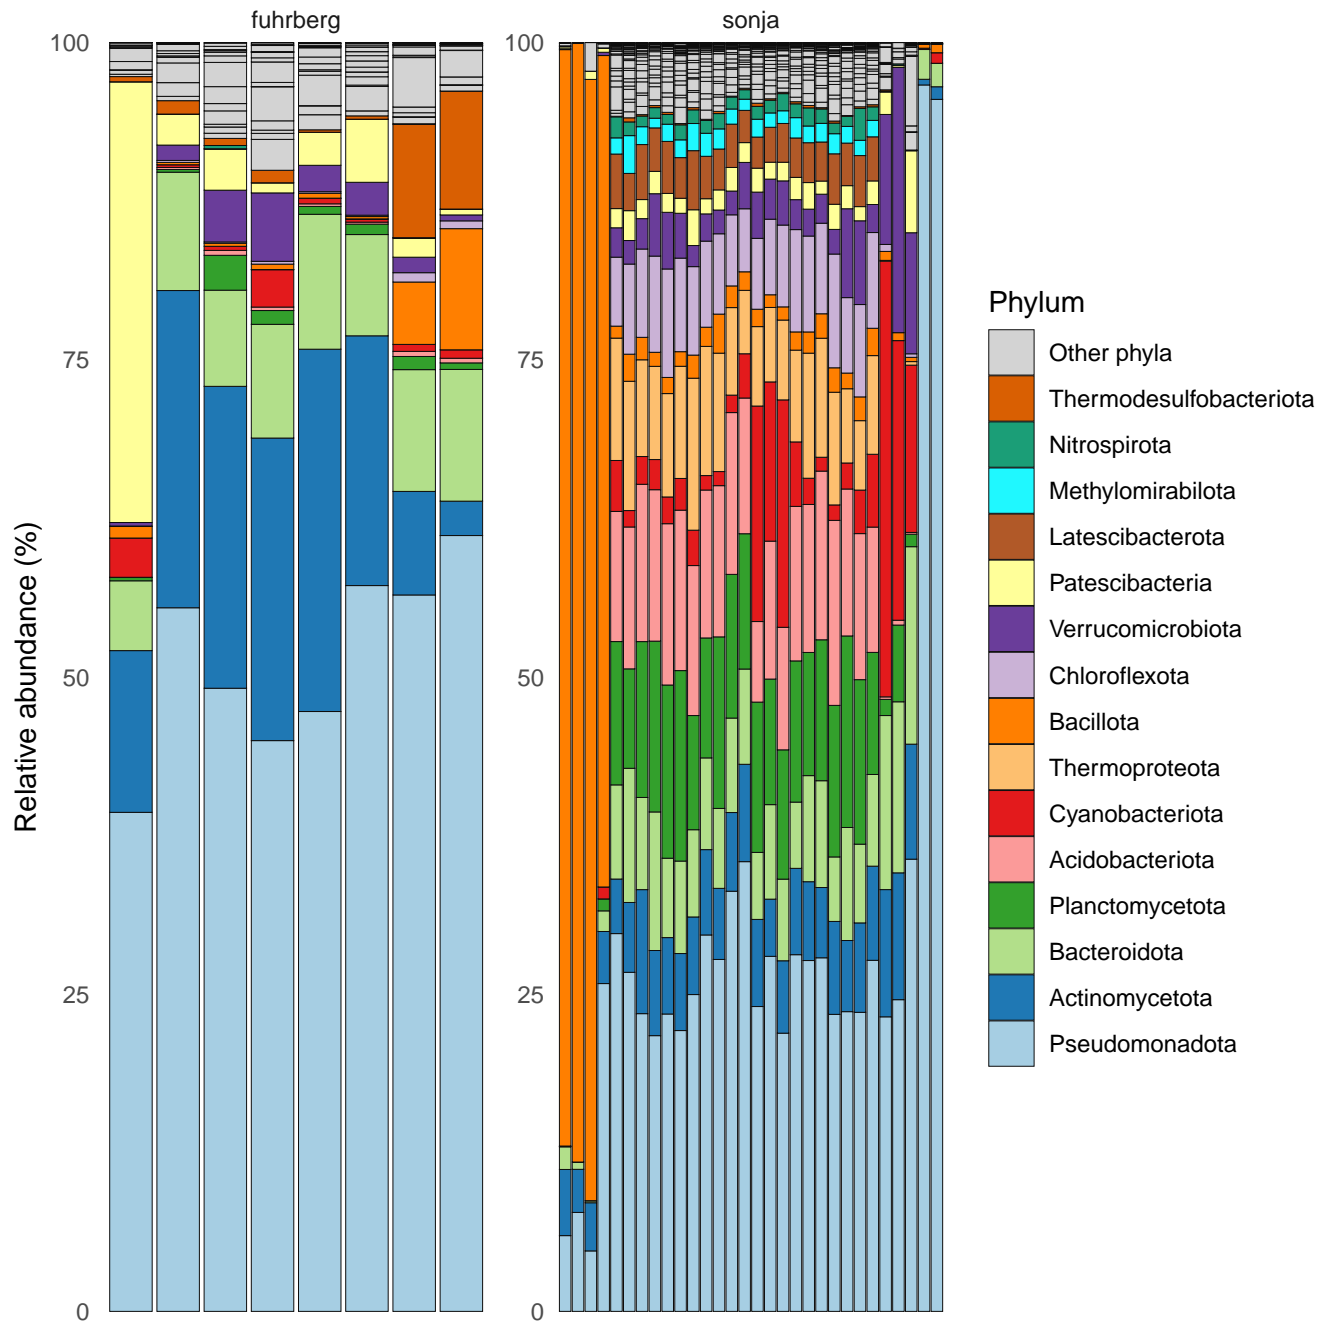 fuhrberg
sonja
Relative abundance (%)
100
75
50
25
0
100
75
50
25
0
Phylum
Other phyla
Thermodesulfobacteriota
Nitrospirota
Methylomirabilota
Latescibacterota
Patescibacteria
Verrucomicrobiota
Chloroflexota
Bacillota
Thermoproteota
Cyanobacteriota
Acidobacteriota
Planctomycetota
Bacteroidota
Actinomycetota
Pseudomonadota